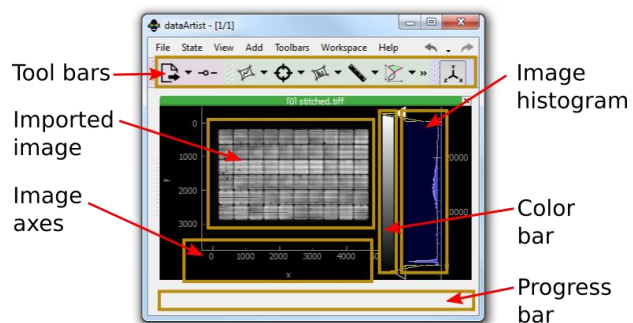 dataArtist - [1/1]
File State View Add Toolbars Workspace Help
Tool bars
Image
histogram
[0] stitched.tiff
Imported
image
0
1000
2000
3000
y
20000
10000
Image
axes
Color
bar
0 1000 2000 3000 4000
x
Progress
bar